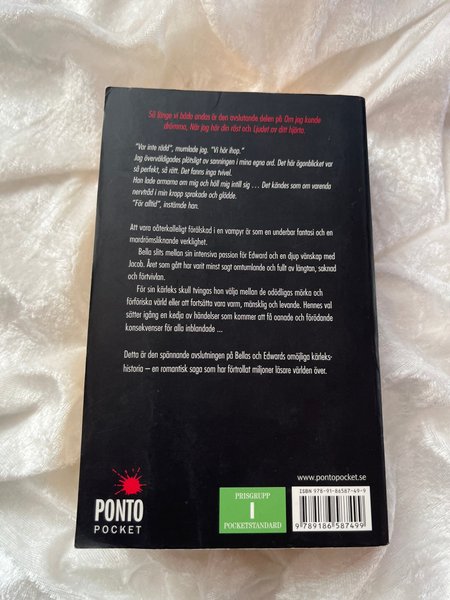 Så länge vi både andas är den avslutande delen på Om jag kunde
drömma, När jag hör din röst och Ljudet av ditt hjärta.
"Var inte rädd", mumlade jag. "Vi hör ihop."
Jag överväldigades plötsligt av sanningen i mina egna ord. Det här ögonblicket var
så perfekt, så rätt. Det fanns inga tvivel.
Han lade armarna om mig och höll mig intill sig ... Det kändes som om varenda
nervtråd i min kropp sprakade och glödde.
"För alltid", instämde han.
Att vara oåterkalleligt förälskad i en vampyr är som en underbar fantasi och en
mardrömsliknande verklighet.
Bella slits mellan sin intensiva passion för Edward och en djup vänskap med
Jacob. Året som gått har varit minst sagt omtumlande och fullt av längtan, saknad
och förtvivlan.
För sin kärleks skull tvingas hon välja mellan de odödligas mörka och
förföriska värld eller att fortsätta vara varm, mänsklig och levande. Hennes val
sätter igång en kedja av händelser som kommer att få oanade och förödande
konsekvenser för alla inblandade ...
Detta är den spännande avslutningen på Bellas och Edwards omöjliga kärleks-
historia – en romantisk saga som har förtrollat miljoner läsare världen över.
www.pontopocket.se
ISBN 978-91-86587-49-9
PONTO
POCKET
PRISGRUPP
I
POCKETSTANDARD
9 789186 587499